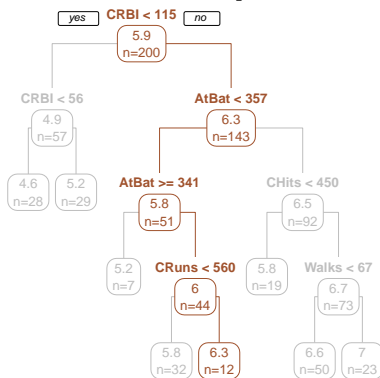 CRBI < 115
yes no
5.9
n=200
CRBI < 56 AtBat < 357
4.9 6.3
n=57 n=143
AtBat >= 341 CHits < 450
4.6 5.2 5.8 6.5
n=28 n=29 n=51 n=92
CRuns < 560 Walks < 67
5.2 6 5.8 6.7
n=7 n=44 n=19 n=73
5.8 6.3 6.6 7
n=32 n=12 n=50 n=23